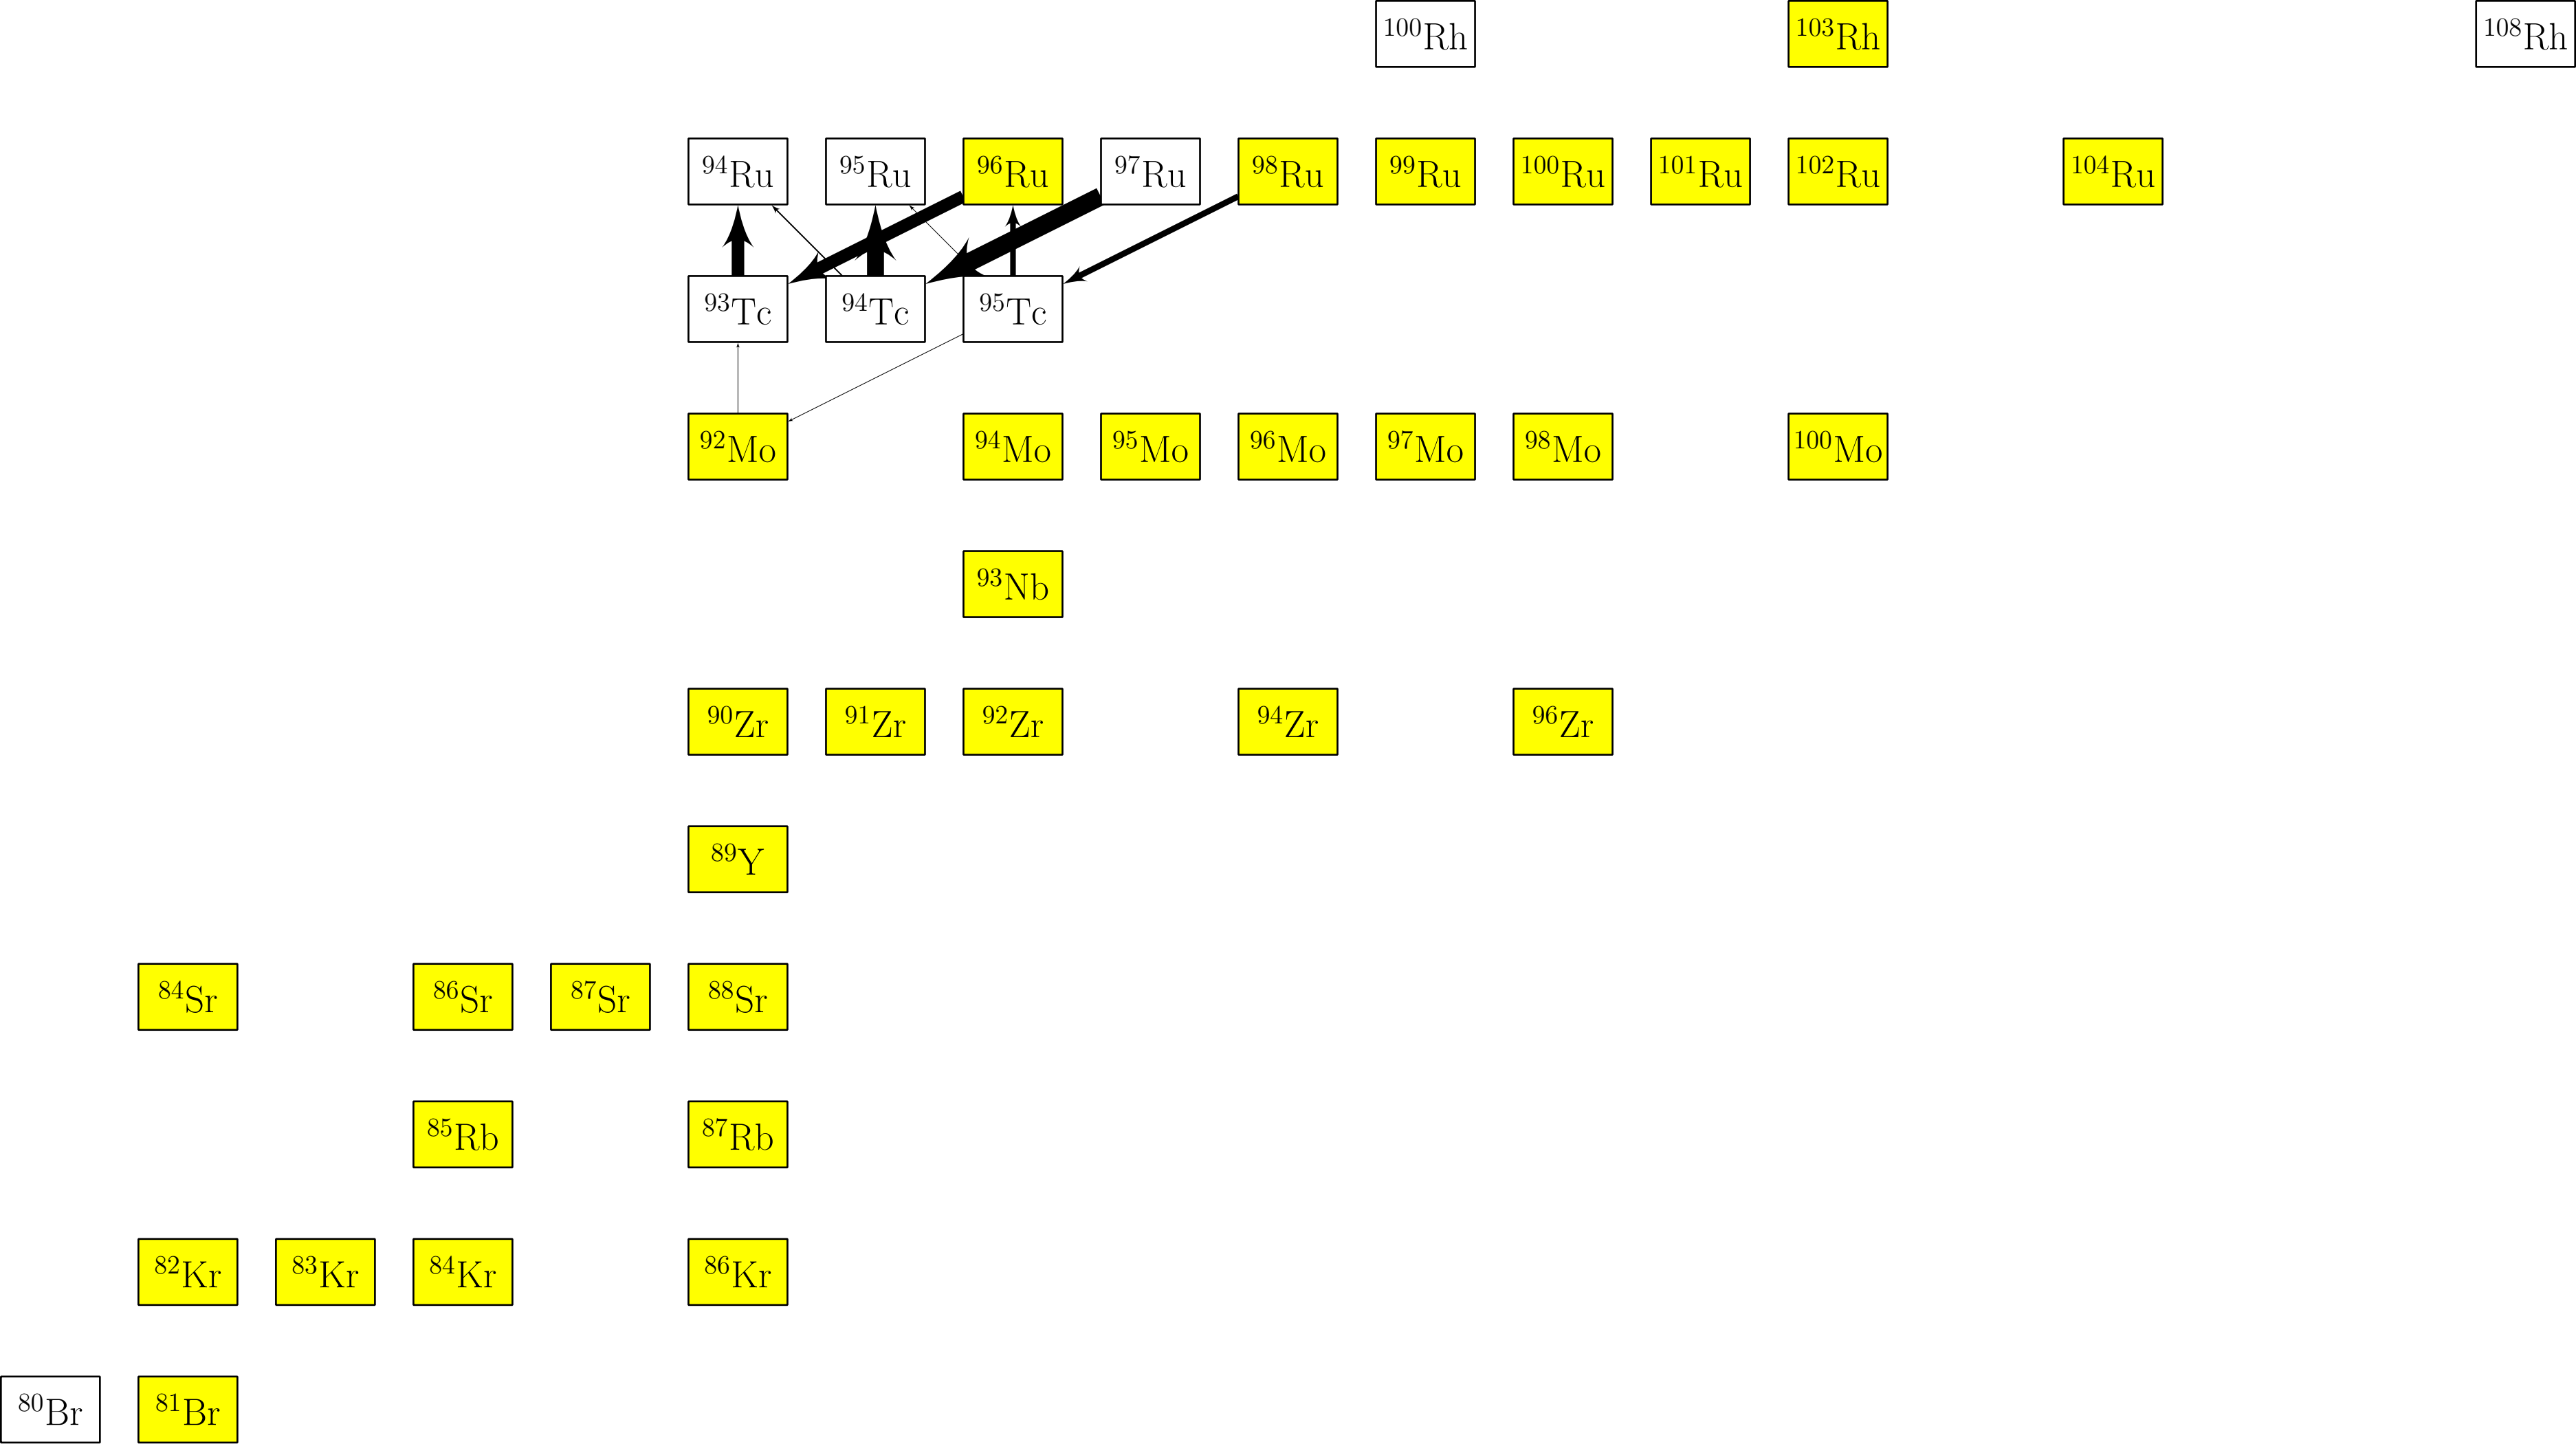 ¹⁰⁰Rh ¹⁰³Rh ¹⁰⁸Rh
⁹⁴Ru ⁹⁵Ru ⁹⁶Ru ⁹⁷Ru ⁹⁸Ru ⁹⁹Ru ¹⁰⁰Ru ¹⁰¹Ru ¹⁰²Ru ¹⁰⁴Ru
⁹³Tc ⁹⁴Tc ⁹⁵Tc
⁹²Mo ⁹⁴Mo ⁹⁵Mo ⁹⁶Mo ⁹⁷Mo ⁹⁸Mo ¹⁰⁰Mo
⁹³Nb
⁹⁰Zr ⁹¹Zr ⁹²Zr ⁹⁴Zr ⁹⁶Zr
⁸⁹Y
⁸⁴Sr ⁸⁶Sr ⁸⁷Sr ⁸⁸Sr
⁸⁵Rb ⁸⁷Rb
⁸²Kr ⁸³Kr ⁸⁴Kr ⁸⁶Kr
⁸⁰Br ⁸¹Br